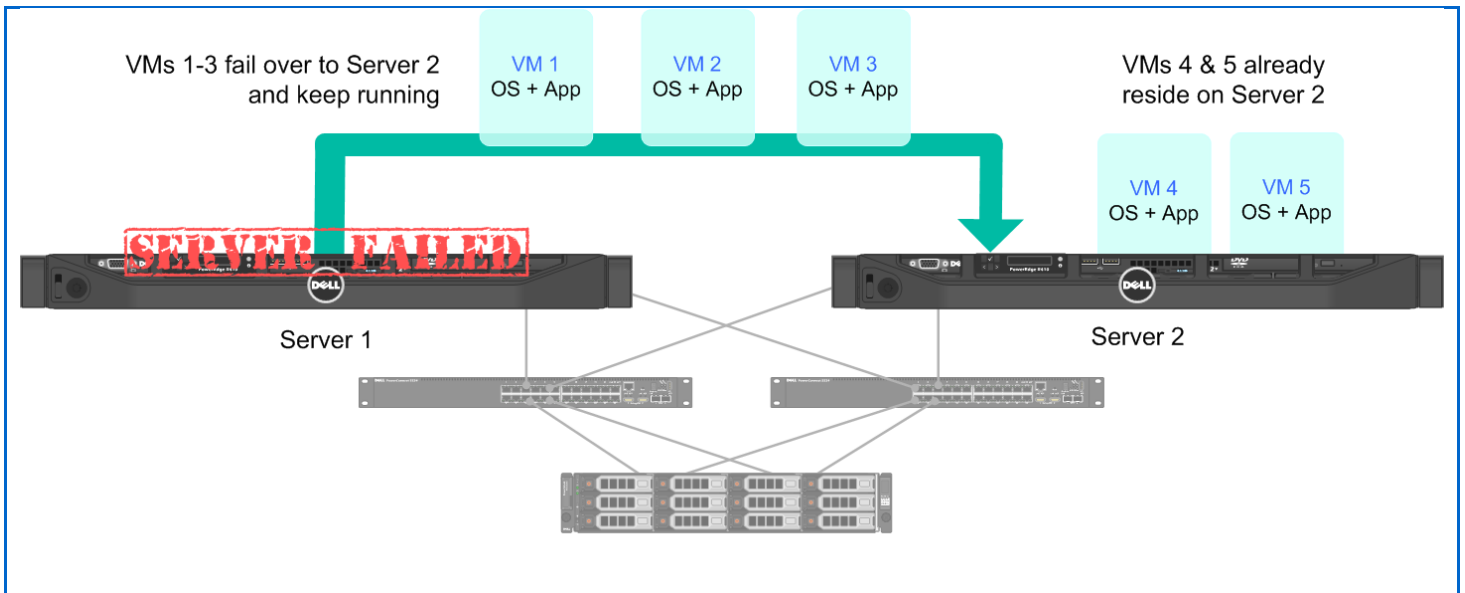 VMs 1-3 fail over to Server 2
and keep running
VM 1
OS + App
VM 2
OS + App
VM 3
OS + App
VMs 4 & 5 already
reside on Server 2
VM 4
OS + App
VM 5
OS + App
SERVER FAILED
DELL
PowerEdge R610
DELL
Server 1
Server 2